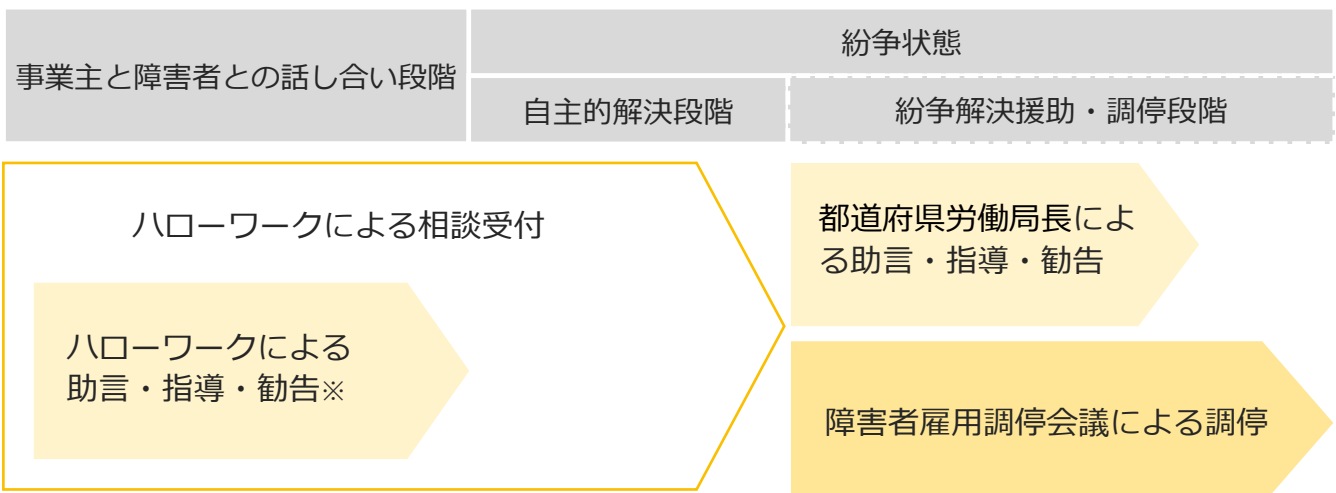 事業主と障害者との話し合い段階
紛争状態
自主的解決段階
紛争解決援助・調停段階
ハローワークによる相談受付
ハローワークによる
助言・指導・勧告※
都道府県労働局長によ
る助言・指導・勧告
障害者雇用調停会議による調停